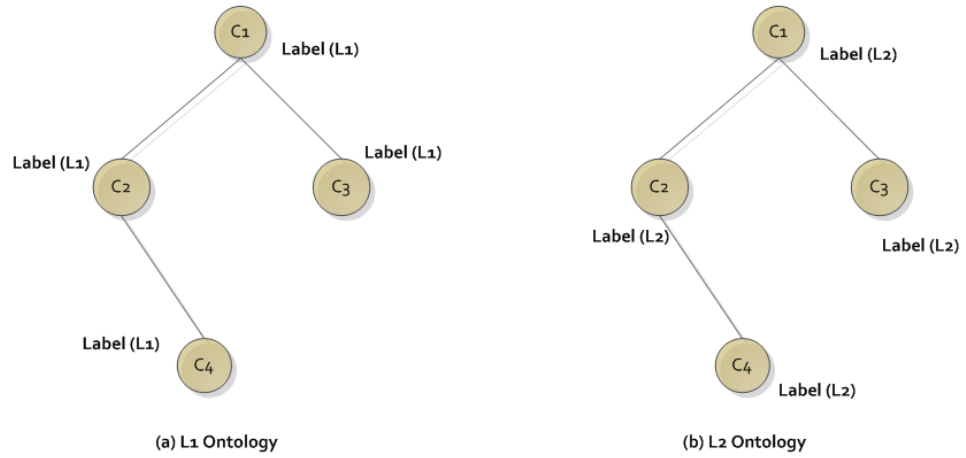 C1
Label (L1)
Label (L1)
C2
Label (L1)
C3
Label (L1)
C4
(a) L1 Ontology
C1
Label (L2)
C2
Label (L2)
C3
Label (L2)
C4
Label (L2)
(b) L2 Ontology